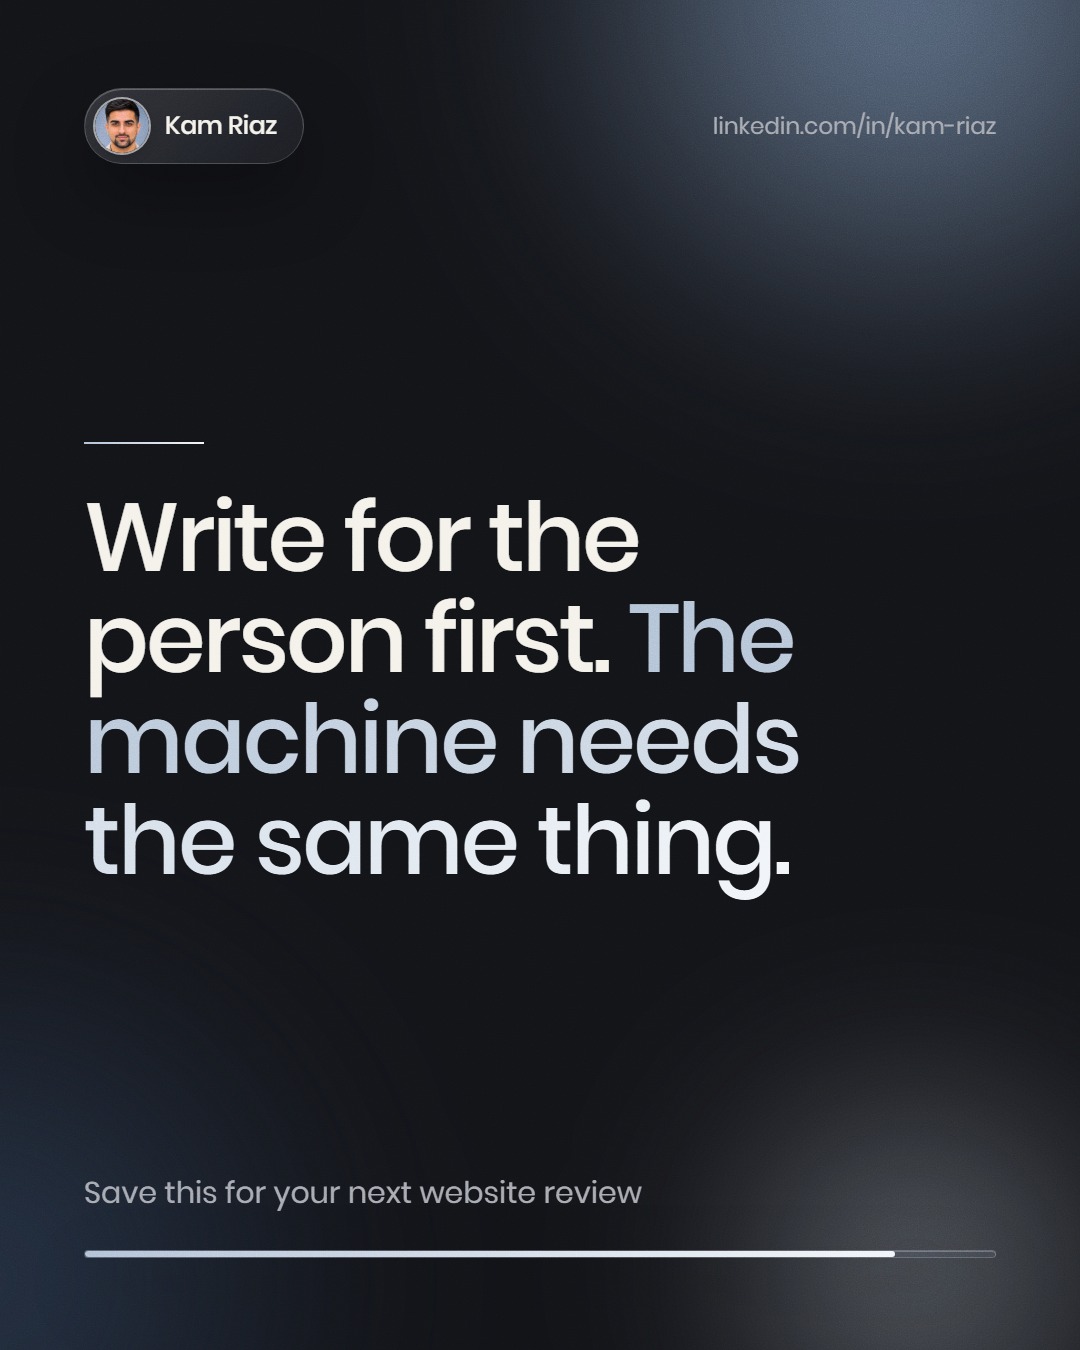 Kam Riaz
linkedin.com/in/kam-riaz
Write for the
person first. The
machine needs
the same thing.
Save this for your next website review